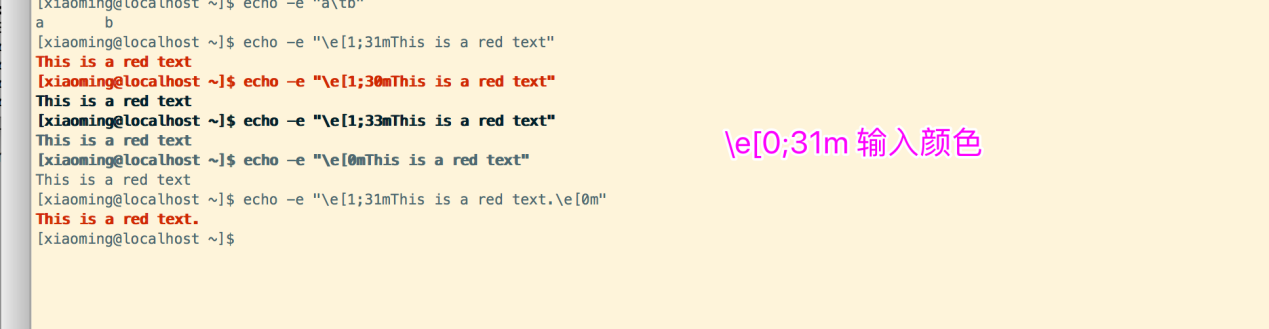 [xiaoming@localhost ~]$ echo -e "a\tb"
a       b
[xiaoming@localhost ~]$ echo -e "\e[1;31mThis is a red text"
This is a red text
[xiaoming@localhost ~]$ echo -e "\e[1;30mThis is a red text"
This is a red text
[xiaoming@localhost ~]$ echo -e "\e[1;33mThis is a red text"
This is a red text
[xiaoming@localhost ~]$ echo -e "\e[0mThis is a red text"
This is a red text
[xiaoming@localhost ~]$ echo -e "\e[1;31mThis is a red text.\e[0m"
This is a red text.
[xiaoming@localhost ~]$
\e[0;31m 输入颜色